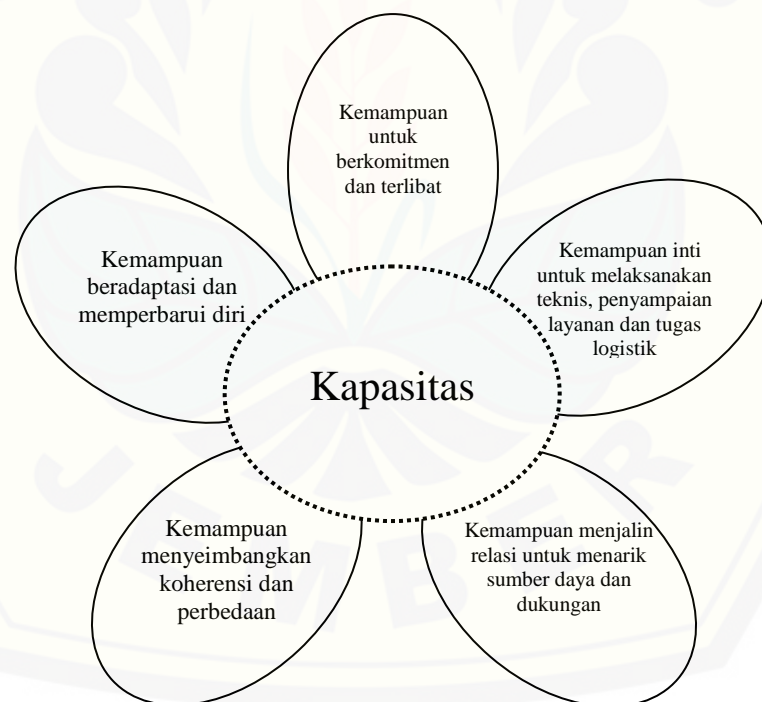 Kemampuan
untuk
berkomitmen
dan terlibat
Kemampuan
beradaptasi dan
memperbarui diri
Kemampuan inti
untuk melaksanakan
teknis, penyampaian
layanan dan tugas
logistik
Kapasitas
Kemampuan
menyeimbangkan
koherensi dan
perbedaan
Kemampuan menjalin
relasi untuk menarik
sumber daya dan
dukungan
JEMBER